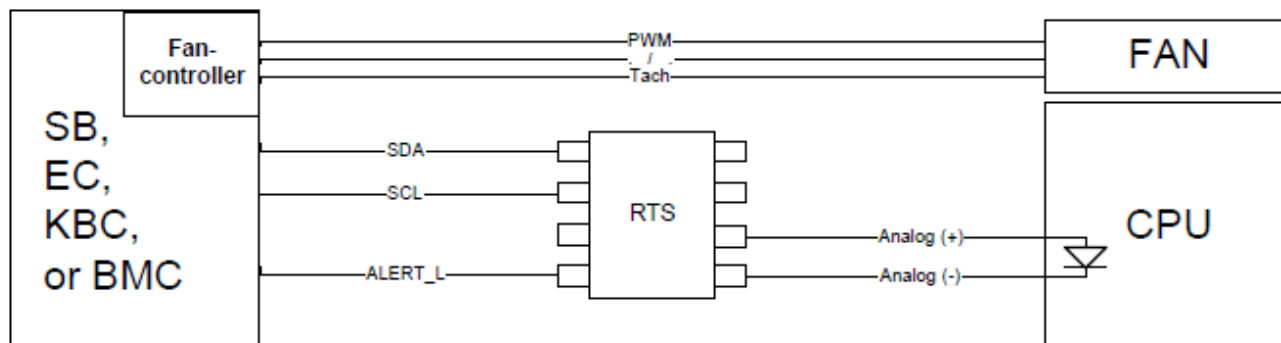 Fan-
controller
PWM
/
Tach
FAN
SB,
EC,
KBC,
or BMC
SDA
SCL
ALERT_L
RTS
Analog (+)
Analog (-)
CPU